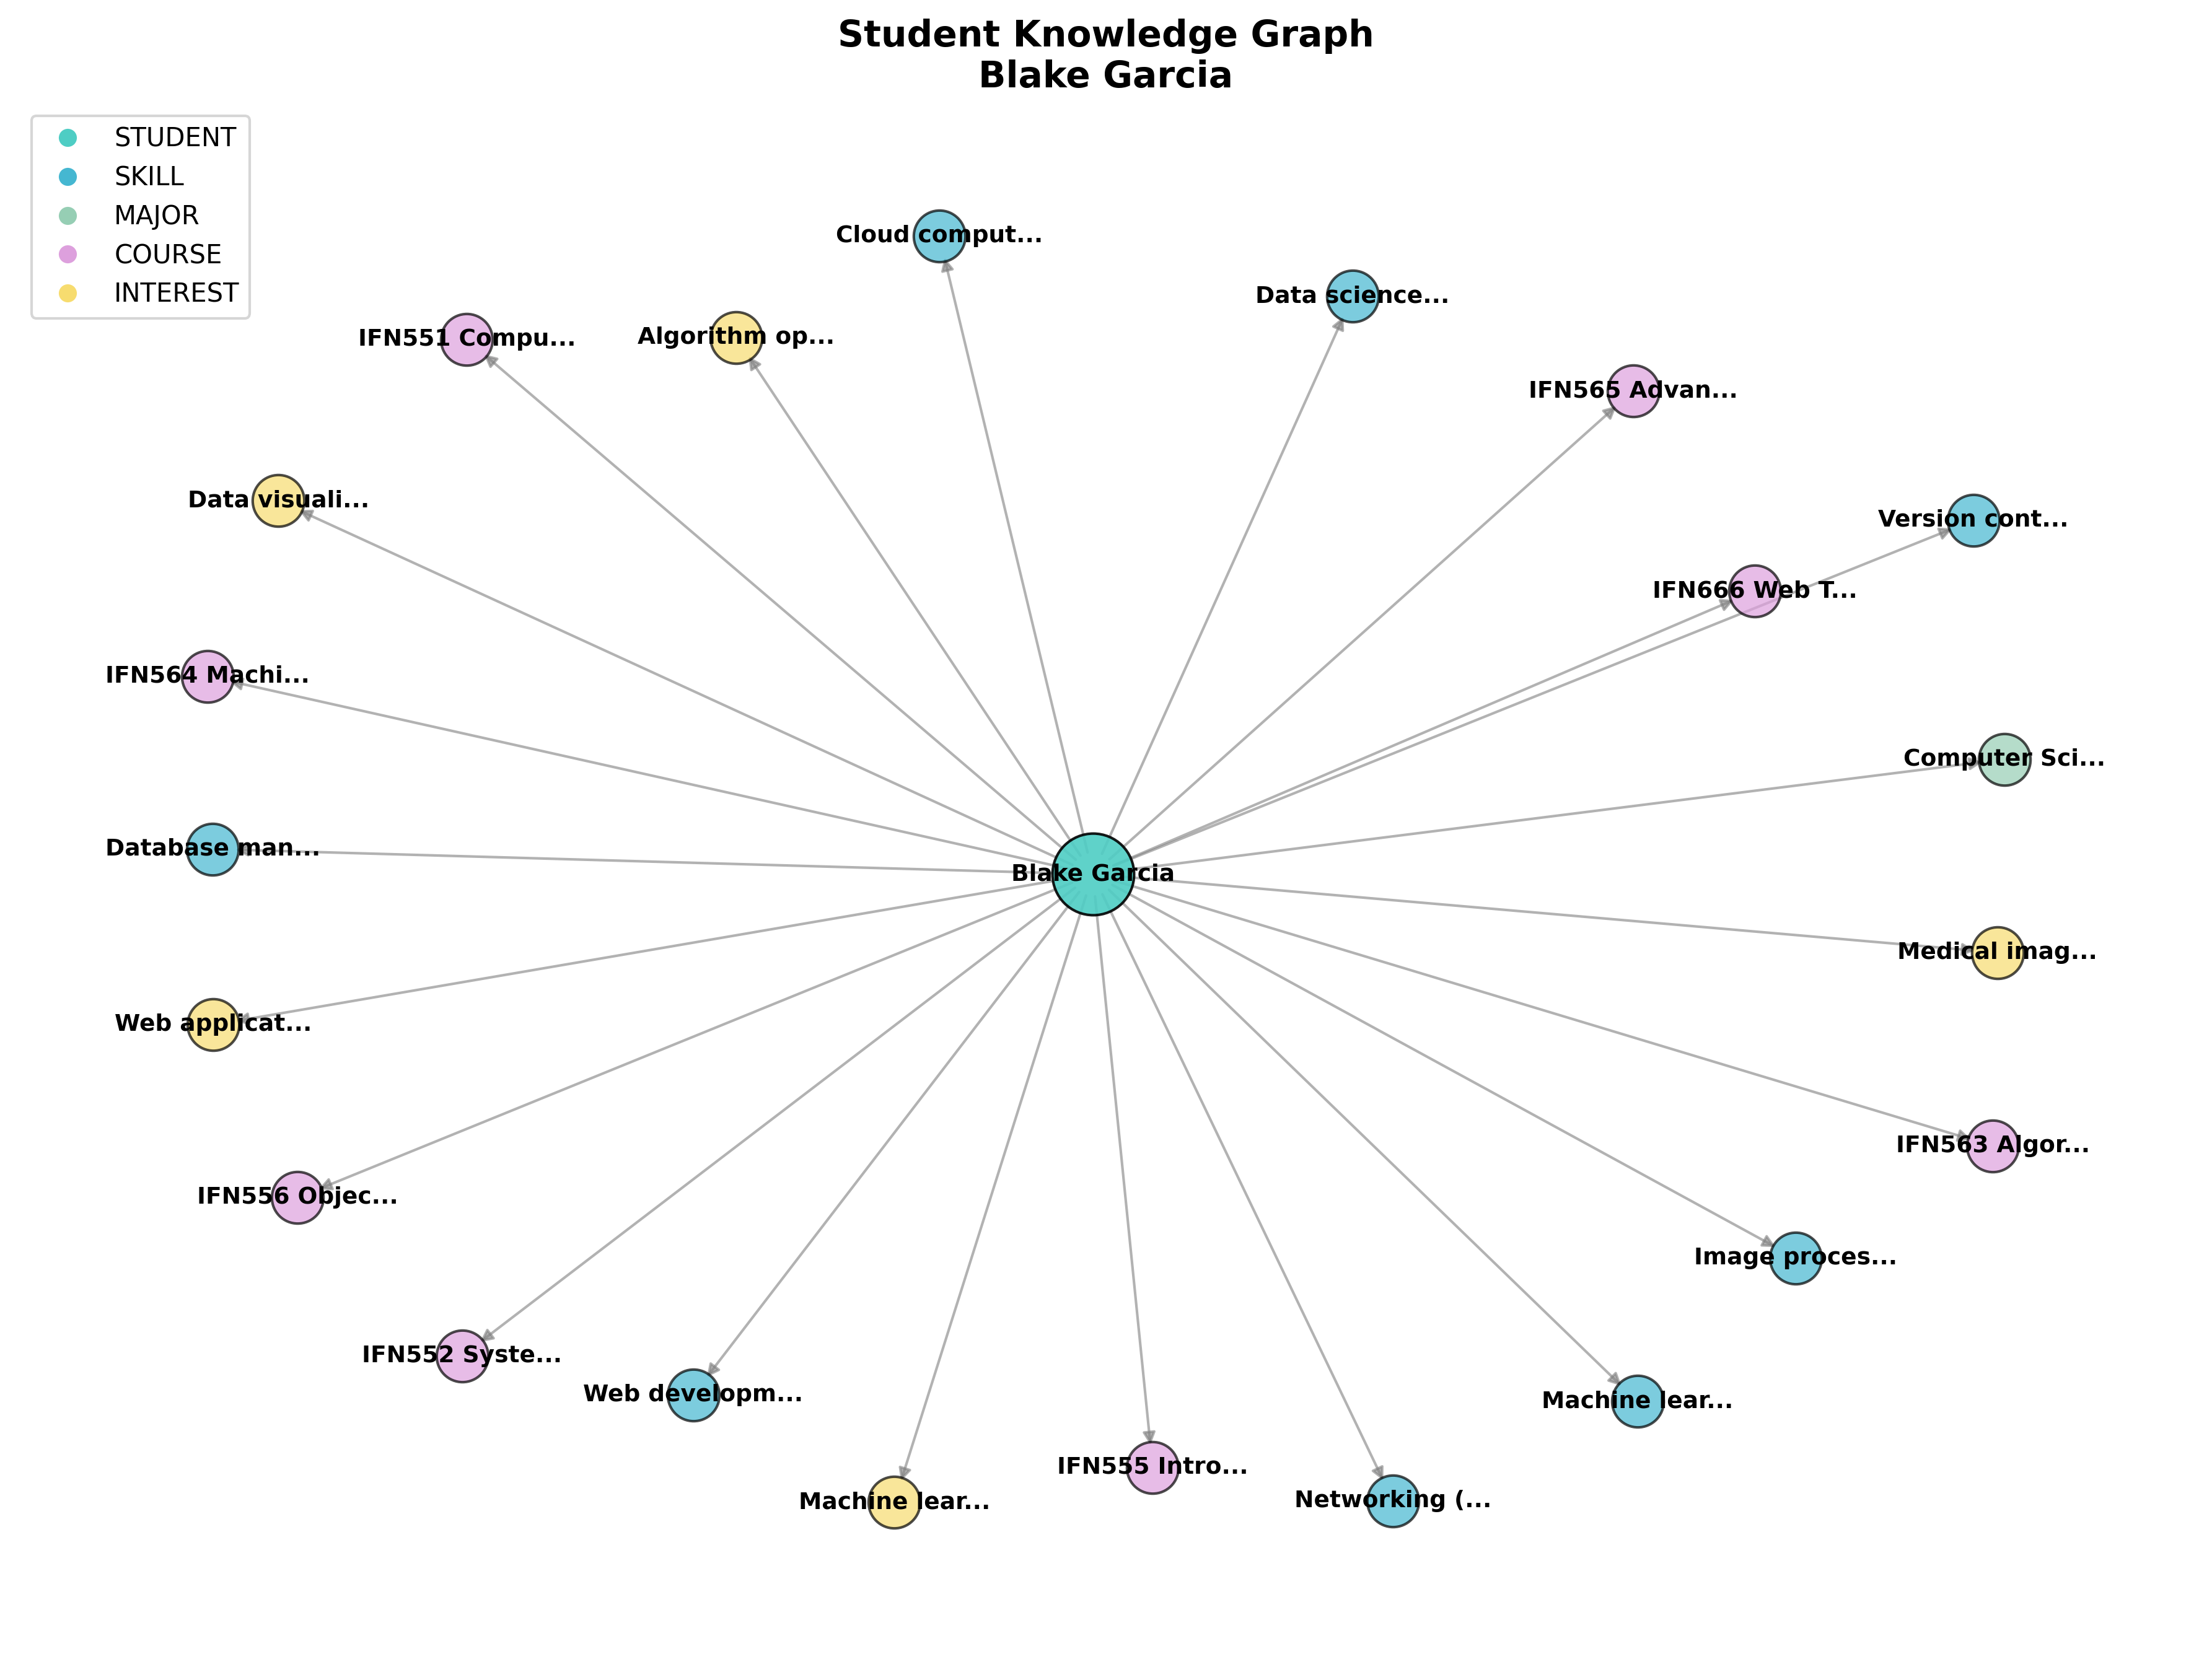 Student Knowledge Graph
Blake Garcia
STUDENT
SKILL
MAJOR
COURSE
INTEREST
Cloud comput...
Data science...
IFN551 Compu...
Algorithm op...
IFN565 Advan...
Data visuali...
Version cont...
IFN666 Web T...
IFN564 Machi...
Computer Sci...
Database man...
Blake Garcia
Medical imag...
Web applicat...
IFN563 Algor...
IFN556 Objec...
Image proces...
IFN552 Syste...
Web developm...
Machine lear...
IFN555 Intro...
Machine lear...
Networking (...